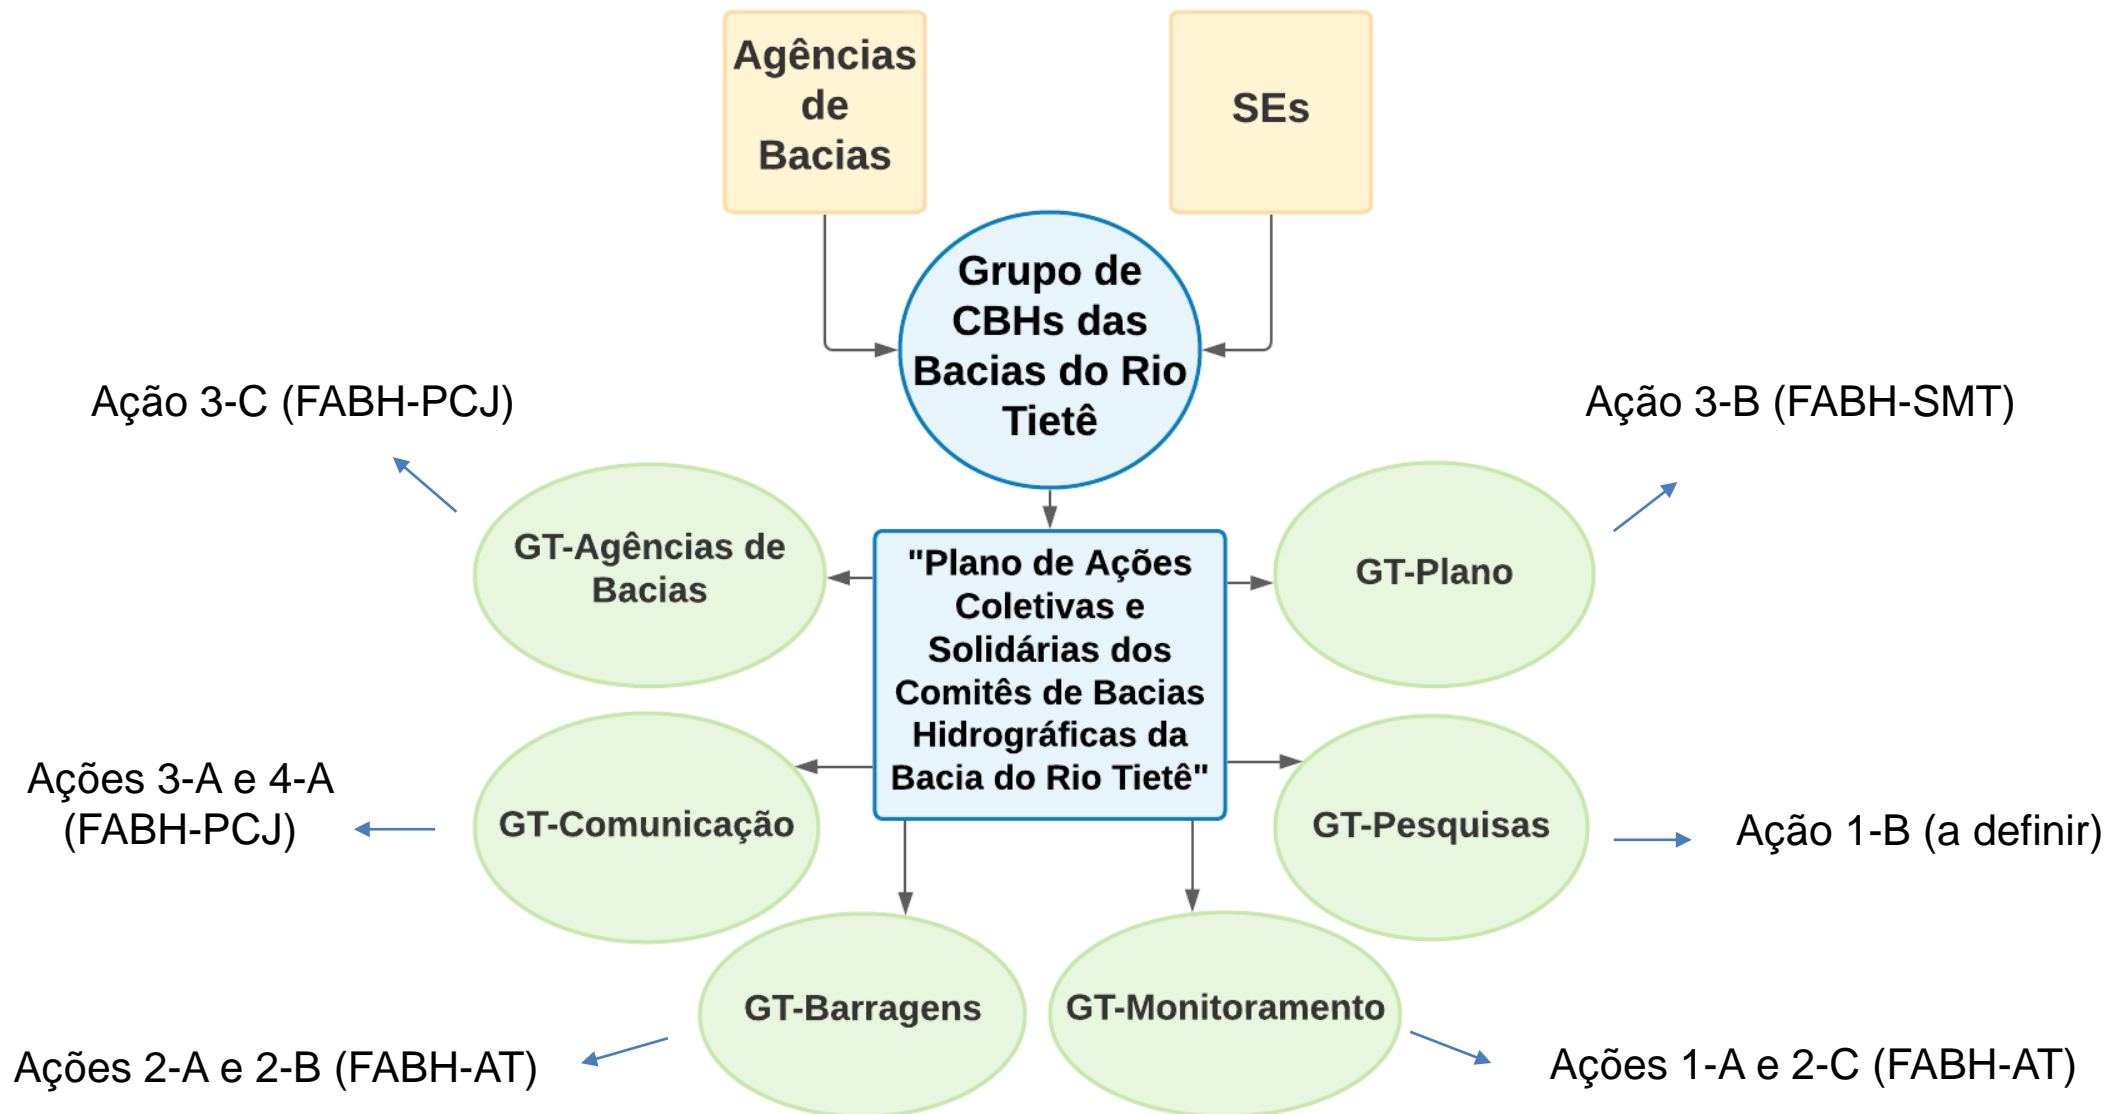 Agências
de
Bacias
SEs
Grupo de
CBHs das
Bacias do Rio
Tietê
Ação 3-C (FABH-PCJ)
Ação 3-B (FABH-SMT)
GT-Agências de
Bacias
"Plano de Ações
Coletivas e
Solidárias dos
Comitês de Bacias
Hidrográficas da
Bacia do Rio Tietê"
GT-Plano
Ações 3-A e 4-A
(FABH-PCJ)
GT-Comunicação
GT-Pesquisas
Ação 1-B (a definir)
GT-Barragens
GT-Monitoramento
Ações 2-A e 2-B (FABH-AT)
Ações 1-A e 2-C (FABH-AT)